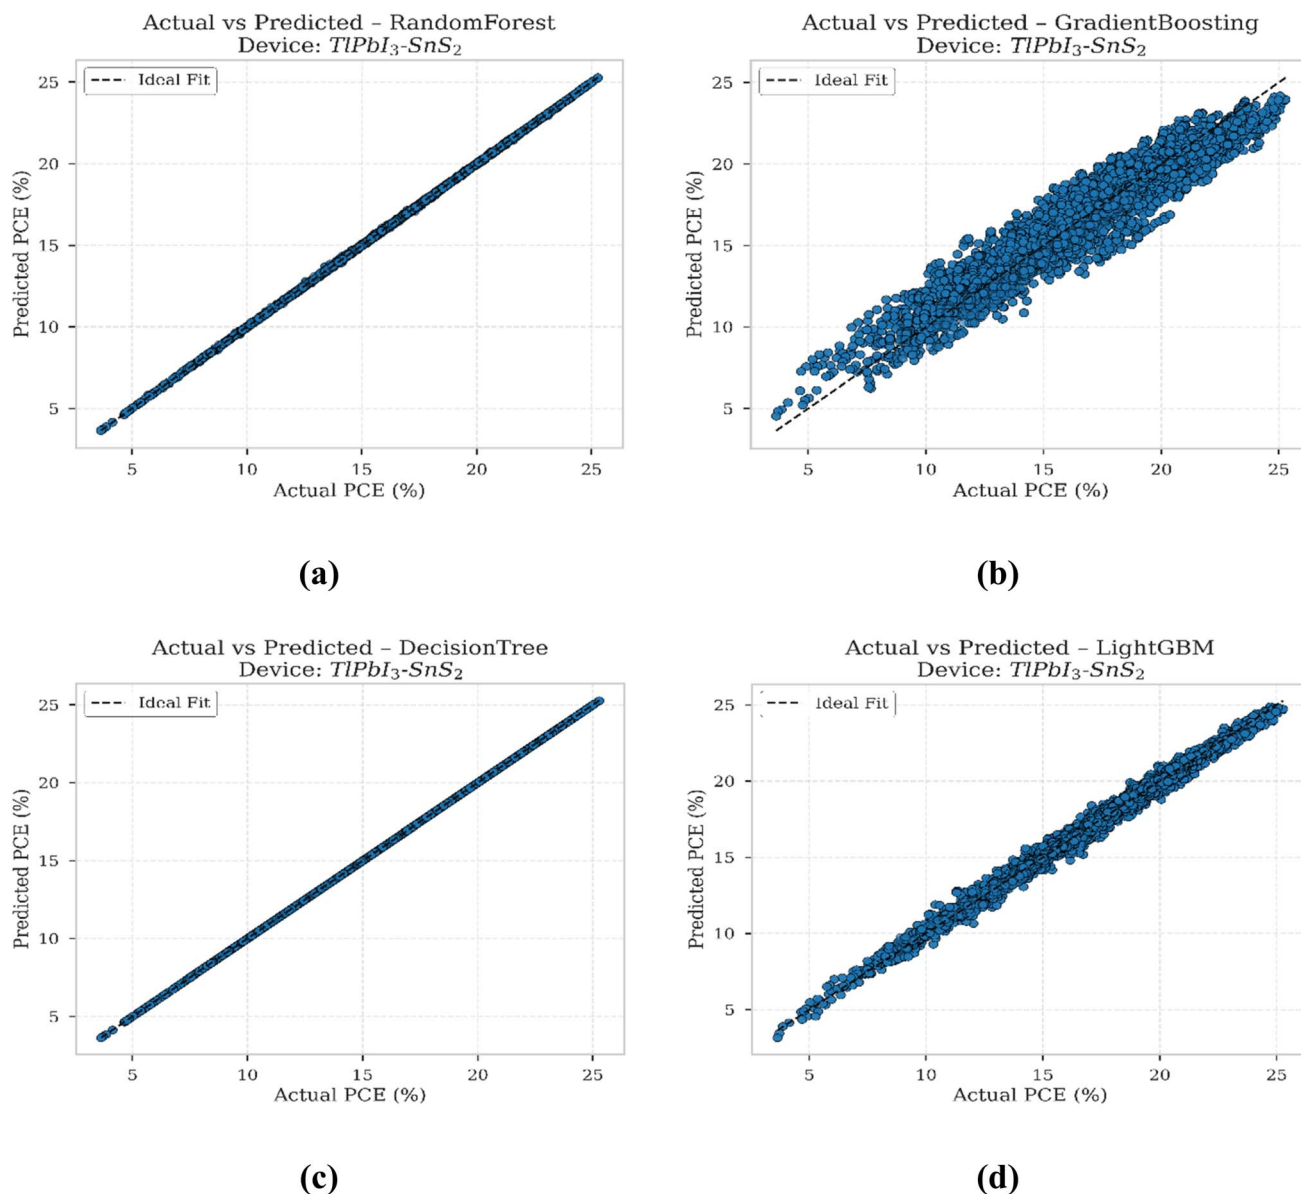 Actual vs Predicted – RandomForest
Device: TlPbI₃-SnS₂
Ideal Fit
25
20
15
10
5
Predicted PCE (%)
5 10 15 20 25
Actual PCE (%)
(a)
Actual vs Predicted – GradientBoosting
Device: TlPbI₃-SnS₂
Ideal Fit
25
20
15
10
5
Predicted PCE (%)
5 10 15 20 25
Actual PCE (%)
(b)
Actual vs Predicted – DecisionTree
Device: TlPbI₃-SnS₂
Ideal Fit
25
20
15
10
5
Predicted PCE (%)
5 10 15 20 25
Actual PCE (%)
(c)
Actual vs Predicted – LightGBM
Device: TlPbI₃-SnS₂
Ideal Fit
25
20
15
10
5
Predicted PCE (%)
5 10 15 20 25
Actual PCE (%)
(d)